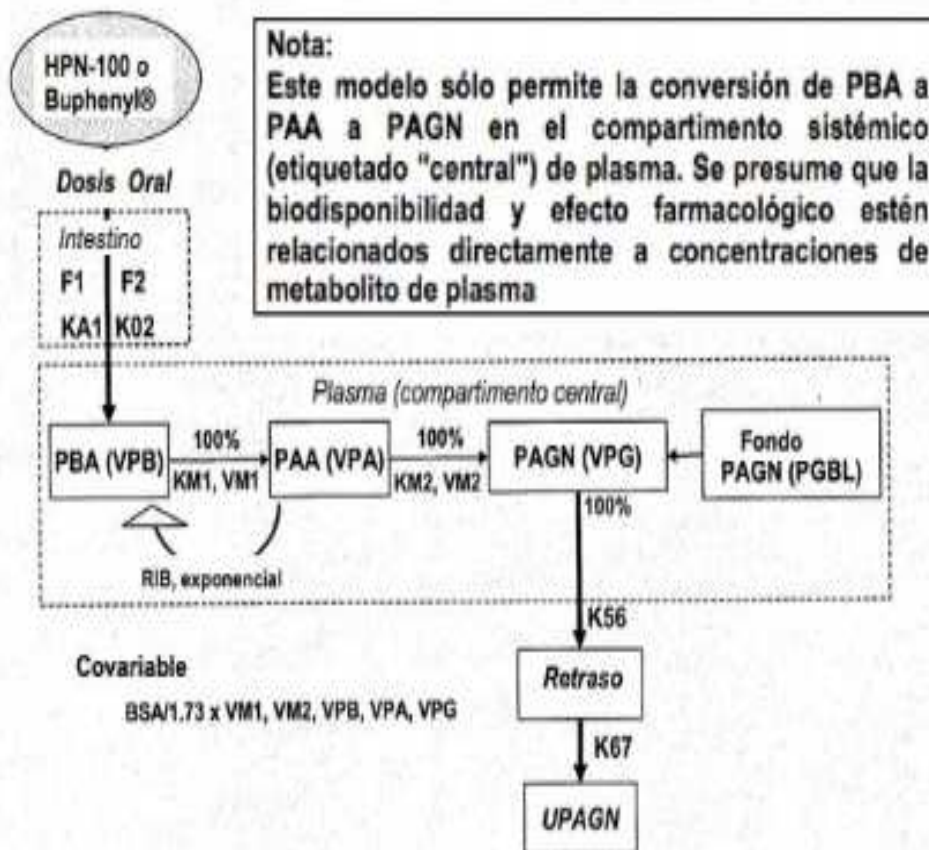 HPN-100 o
Buphenyl®
Nota:
Este modelo sólo permite la conversión de PBA a
PAA a PAGN en el compartimento sistémico
(etiquetado "central") de plasma. Se presume que la
biodisponibilidad y efecto farmacológico estén
relacionados directamente a concentraciones de
metabolito de plasma
Dosis Oral
Intestino
F1 F2
KA1 K02
Plasma (compartimento central)
PBA (VPB)
100%
KM1, VM1
PAA (VPA)
100%
KM2, VM2
PAGN (VPG)
Fondo
PAGN (PGBL)
100%
RIB, exponencial
K56
Covariable
BSA/1.73 x VM1, VM2, VPB, VPA, VPG
Retraso
K67
UPAGN